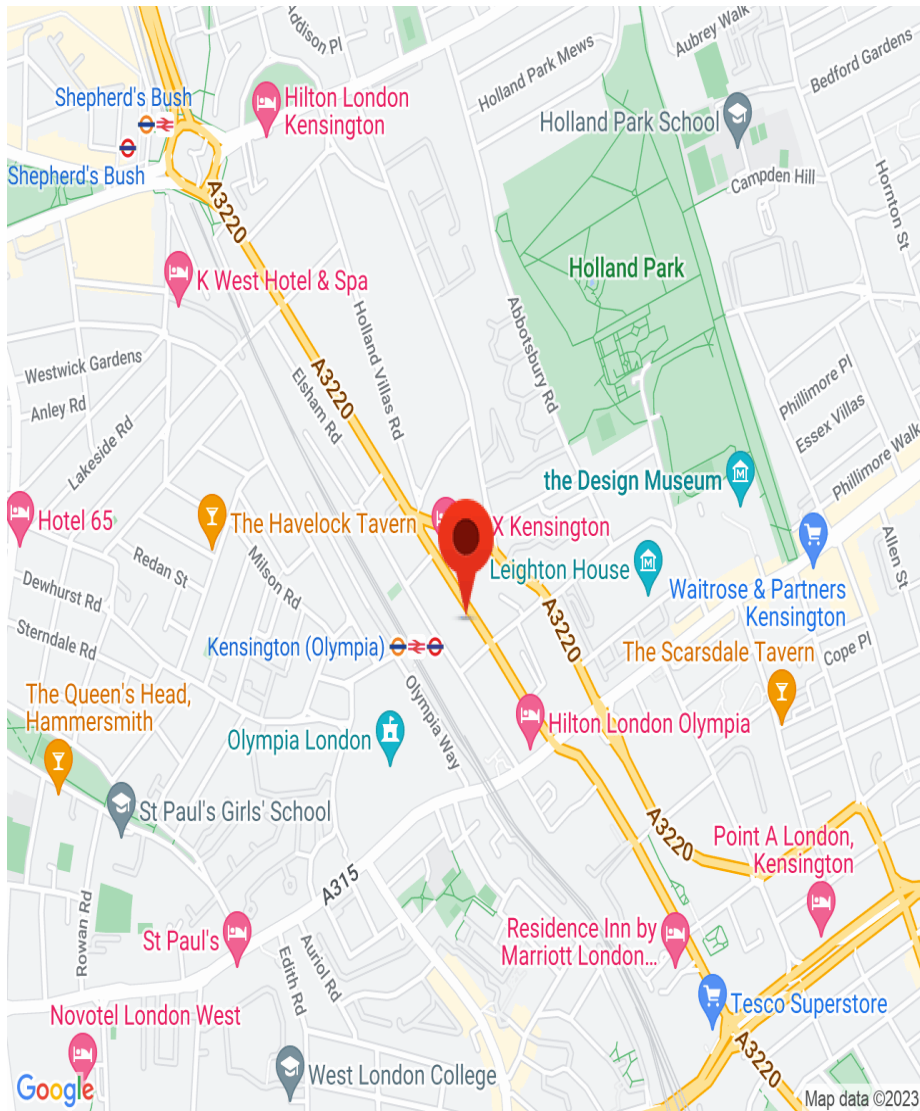 Addison Pl
Aubrey Walk
Holland Park Mews
Bedford Gardens
Shepherd's Bush
Hilton London
Kensington
Holland Park School
Shepherd's Bush
A3220
Campden Hill
Hornton St
K West Hotel & Spa
Holland Park
Holland Villas Rd
Abbotsbury Rd
Westwick Gardens
A3220
Elsham Rd
Phillimore Pl
Anley Rd
Essex Villas
Lakeside Rd
Phillimore Walk
the Design Museum
Hotel 65
The Havelock Tavern
X Kensington
Allen St
Redan St
Milson Rd
Leighton House
Waitrose & Partners
Kensington
Dewhurst Rd
A3220
Sterndale Rd
Kensington (Olympia)
The Scarsdale Tavern
Cope Pl
The Queen's Head,
Hammersmith
Olympia Way
Hilton London Olympia
Olympia London
St Paul's Girls' School
A3220
Point A London,
Kensington
A315
Rowan Rd
St Paul's
Edith Rd
Auriol Rd
Residence Inn by
Marriott London...
Novotel London West
Tesco Superstore
A3220
West London College
Google
Map data ©2023